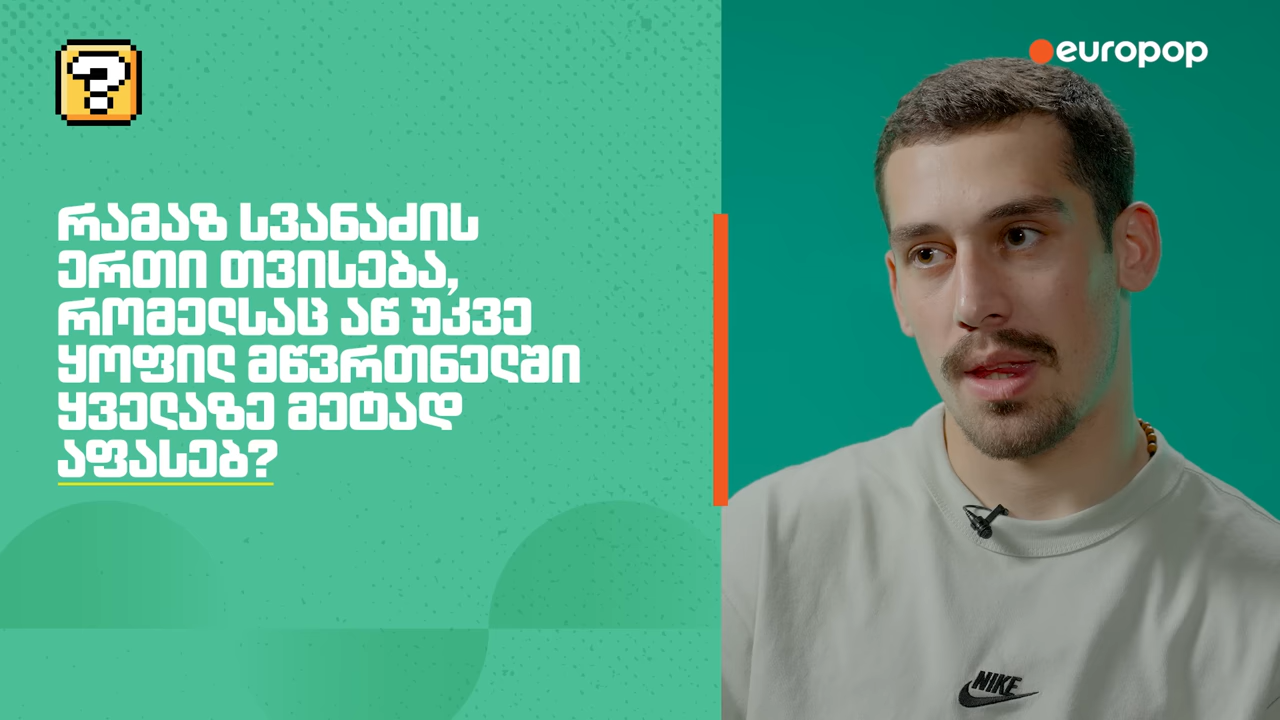 ?
europop
რამაზ სვანაძის
ერთი თვისება,
რომელსაც აწ უკვე
ყოფილ მწვრთნელში
ყველაზე მეტად
აფასებ?
NIKE